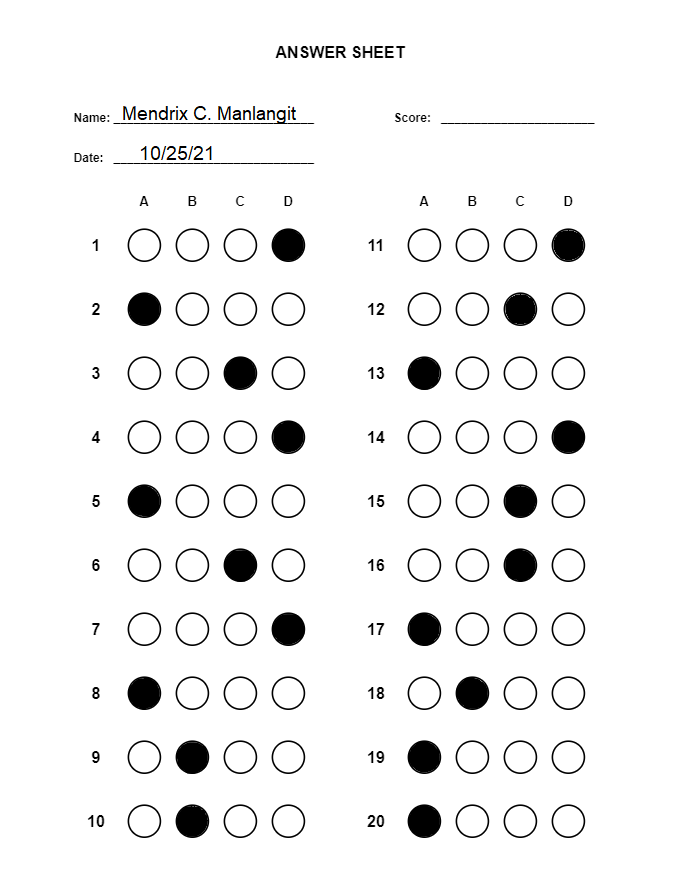 ANSWER SHEET
Name: Mendrix C. Manlangit Score:
Date: 10/25/21
A B C D A B C D
1 11
2 12
3 13
4 14
5 15
6 16
7 17
8 18
9 19
10 20